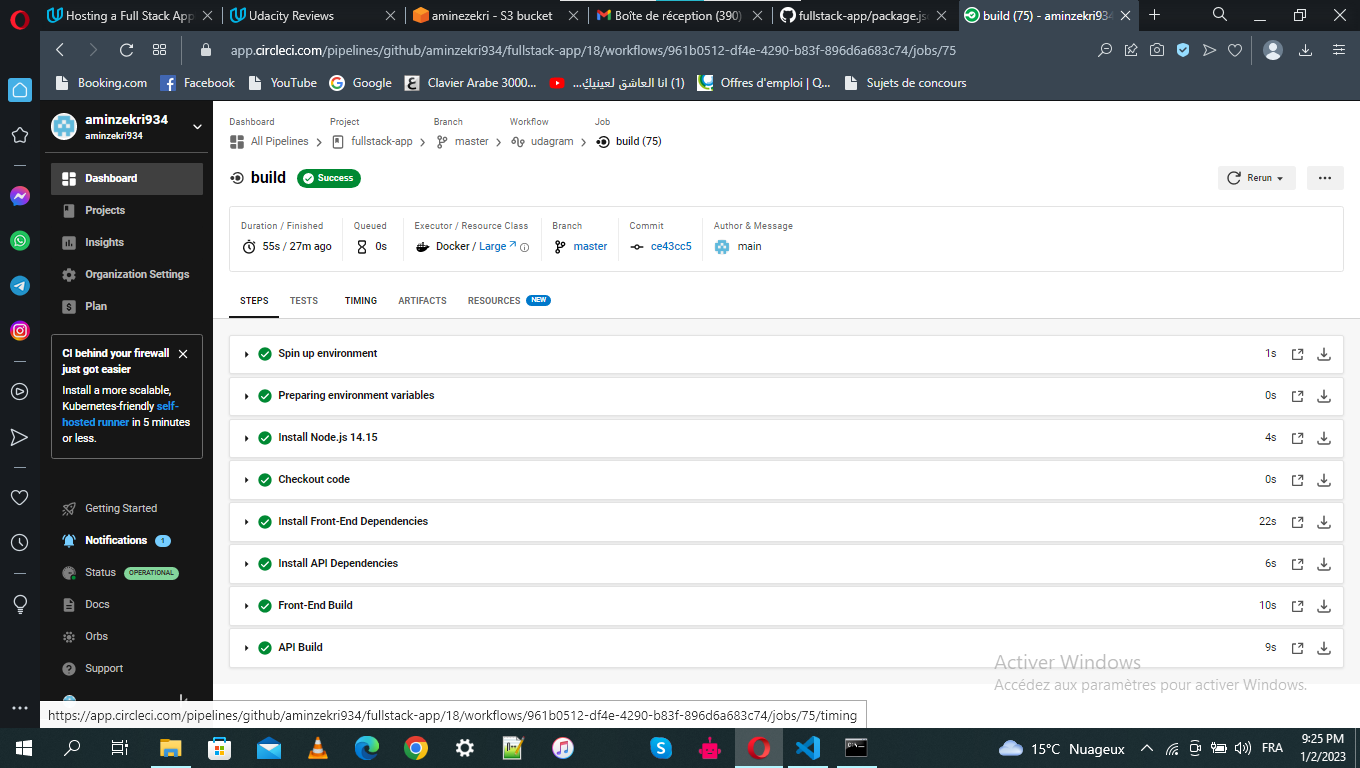 Hosting a Full Stack App
Udacity Reviews
aminezekri - S3 bucket
Boîte de réception (390)
fullstack-app/package.js
build (75) - aminzekri934
app.circleci.com/pipelines/github/aminzekri934/fullstack-app/18/workflows/961b0512-df4e-4290-b83f-896d6a683c74/jobs/75
Booking.com
Facebook
YouTube
Google
Clavier Arabe 3000...
(1) انا العاشق لعينيك...
Offres d'emploi | Q...
Sujets de concours
aminzekri934
aminzekri934
Dashboard
Projects
Insights
Organization Settings
Plan
CI behind your firewall
just got easier
Install a more scalable,
Kubernetes-friendly self-
hosted runner in 5 minutes
or less.
Getting Started
Notifications 1
Status OPERATIONAL
Docs
Orbs
Support
Dashboard Project Branch Workflow Job
All Pipelines fullstack-app master udagram build (75)
build Success
Rerun
Duration / Finished Queued Executor / Resource Class Branch Commit Author & Message
55s / 27m ago 0s Docker / Large master ce43cc5 main
STEPS TESTS TIMING ARTIFACTS RESOURCES NEW
Spin up environment 1s
Preparing environment variables 0s
Install Node.js 14.15 4s
Checkout code 0s
Install Front-End Dependencies 22s
Install API Dependencies 6s
Front-End Build 10s
API Build 9s
Activer Windows
Accédez aux paramètres pour activer Windows.
https://app.circleci.com/pipelines/github/aminzekri934/fullstack-app/18/workflows/961b0512-df4e-4290-b83f-896d6a683c74/jobs/75/timing
15°C Nuageux
FRA
9:25 PM
1/2/2023